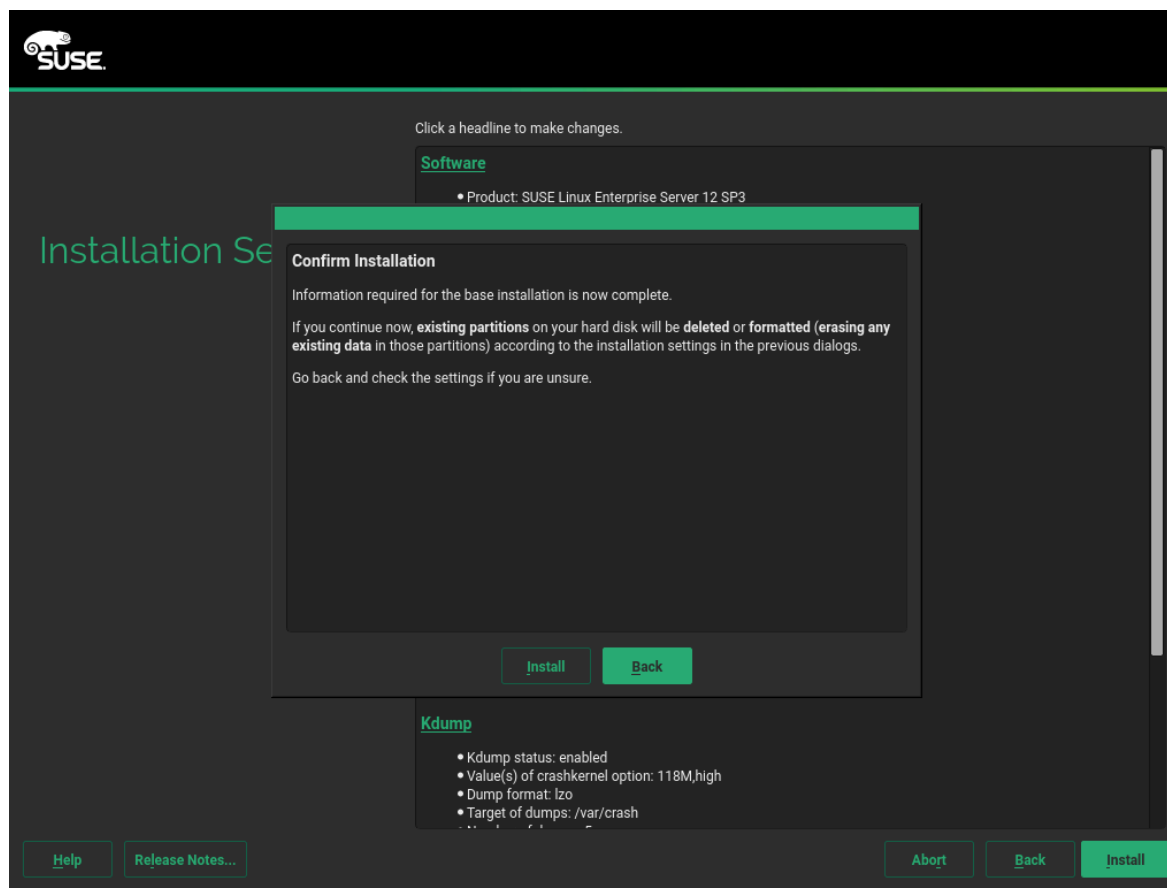 SUSE.
Click a headline to make changes.
Software
• Product: SUSE Linux Enterprise Server 12 SP3
Installation Se
Confirm Installation
Information required for the base installation is now complete.
If you continue now, existing partitions on your hard disk will be deleted or formatted (erasing any
existing data in those partitions) according to the installation settings in the previous dialogs.
Go back and check the settings if you are unsure.
Install Back
Kdump
• Kdump status: enabled
• Value(s) of crashkernel option: 118M,high
• Dump format: lzo
• Target of dumps: /var/crash
Help Release Notes... Abort Back Install